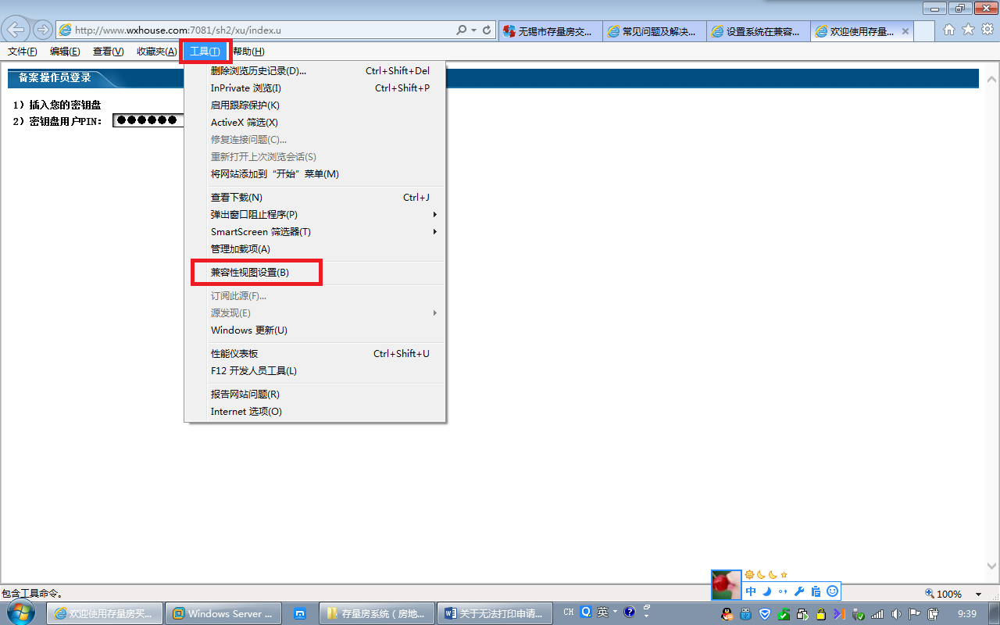 http://www.wxhouse.com:7081/sh2/xu/index.u
无锡市存量房交...
常见问题及解决...
设置系统在兼容...
欢迎使用存量...
文件(F) 编辑(E) 查看(V) 收藏夹(A) 工具(T) 帮助(H)
备案操作员登录
1）插入您的密钥盘
2）密钥盘用户PIN：
删除浏览历史记录(D)... Ctrl+Shift+Del
InPrivate 浏览(I) Ctrl+Shift+P
启用跟踪保护(K)
ActiveX 筛选(X)
修复连接问题(C)...
重新打开上次浏览会话(S)
将网站添加到“开始”菜单(M)
查看下载(N) Ctrl+J
弹出窗口阻止程序(P)
SmartScreen 筛选器(T)
管理加载项(A)
兼容性视图设置(B)
订阅此源(F)...
源发现(E)
Windows 更新(U)
性能仪表板 Ctrl+Shift+U
F12 开发人员工具(L)
报告网站问题(R)
Internet 选项(O)
包含工具命令。
中
100%
欢迎使用存量房买...
Windows Server ...
存量房系统（房地...
关于无法打印申请...
CH 英
9:39